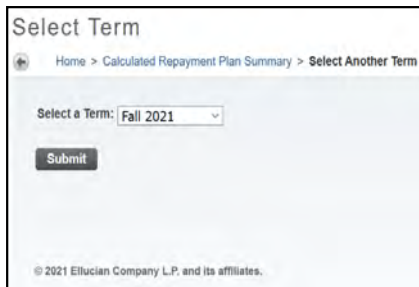 Select Term
Home > Calculated Repayment Plan Summary > Select Another Term
Select a Term: Fall 2021
Submit
© 2021 Ellucian Company L.P. and its affiliates.